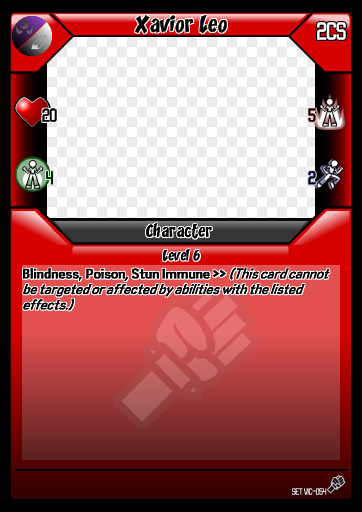 Xavior Leo
2CS
20
5
4
2
Character
Level 6
Blindness, Poison, Stun Immune >> (This card cannot
be targeted or affected by abilities with the listed
effects.)
SET VIC-054